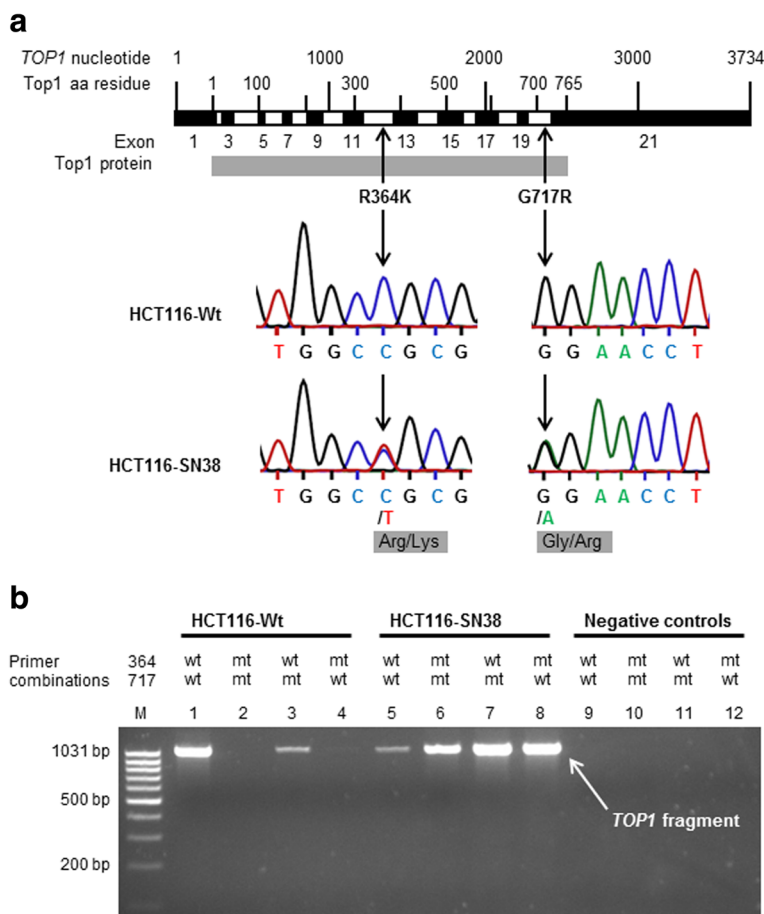 a
TOP1 nucleotide 1 1000 2000 3000 3734
Top1 aa residue 1 100 300 500 700 765
Exon 1 3 5 7 9 11 13 15 17 19 21
Top1 protein
R364K G717R
HCT116-Wt
T G G C C G C G G G A A C C T
HCT116-SN38
T G G C C G C G G G A A C C T
/T /A
Arg/Lys Gly/Arg
b
HCT116-Wt HCT116-SN38 Negative controls
Primer 364 wt mt wt mt wt mt wt mt wt mt wt mt
combinations 717 wt mt mt wt wt mt mt wt wt mt mt wt
M 1 2 3 4 5 6 7 8 9 10 11 12
1031 bp
500 bp
TOP1 fragment
200 bp